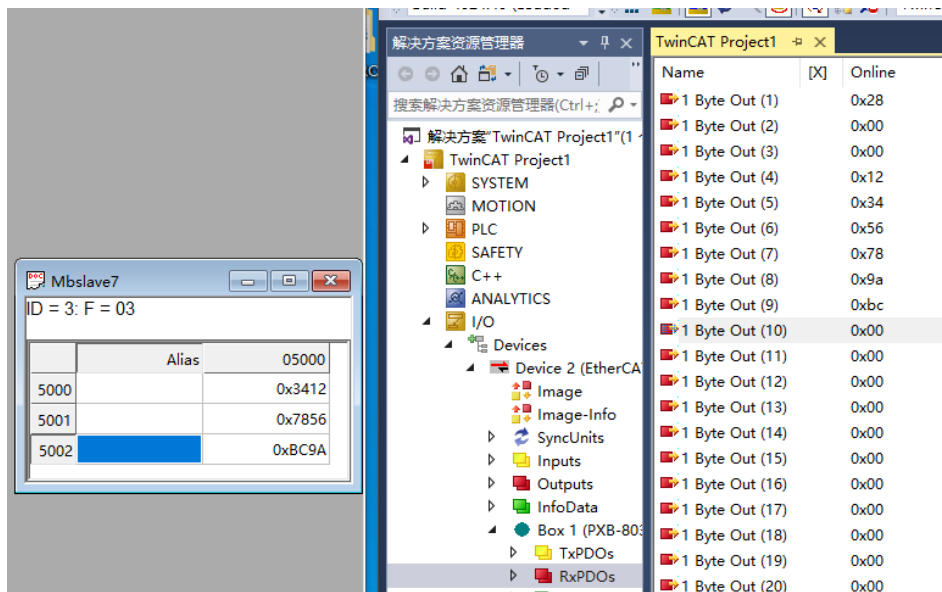 解决方案资源管理器
搜索解决方案资源管理器(Ctrl+;
解决方案"TwinCAT Project1"(1
TwinCAT Project1
SYSTEM
MOTION
PLC
SAFETY
C++
ANALYTICS
I/O
Devices
Device 2 (EtherCA
Image
Image-Info
SyncUnits
Inputs
Outputs
InfoData
Box 1 (PXB-803
TxPDOs
RxPDOs
Mbslave7
ID = 3: F = 03
Alias 05000
5000 0x3412
5001 0x7856
5002 0xBC9A
TwinCAT Project1
Name [X] Online
1 Byte Out (1) 0x28
1 Byte Out (2) 0x00
1 Byte Out (3) 0x00
1 Byte Out (4) 0x12
1 Byte Out (5) 0x34
1 Byte Out (6) 0x56
1 Byte Out (7) 0x78
1 Byte Out (8) 0x9a
1 Byte Out (9) 0xbc
1 Byte Out (10) 0x00
1 Byte Out (11) 0x00
1 Byte Out (12) 0x00
1 Byte Out (13) 0x00
1 Byte Out (14) 0x00
1 Byte Out (15) 0x00
1 Byte Out (16) 0x00
1 Byte Out (17) 0x00
1 Byte Out (18) 0x00
1 Byte Out (19) 0x00
1 Byte Out (20) 0x00